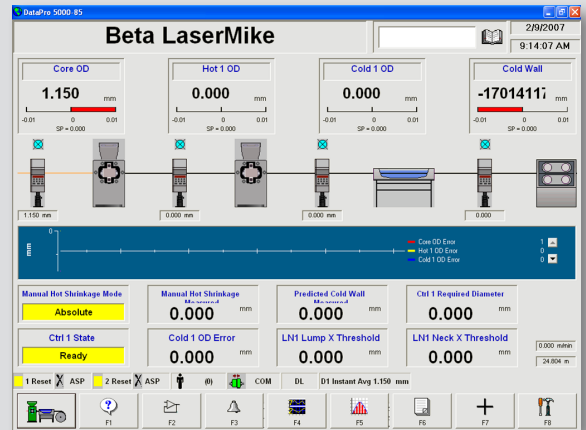 DataPro 5000-85
Beta LaserMike
2/9/2007
9:14:07 AM
Core OD
Hot 1 OD
Cold 1 OD
Cold Wall
1.150 mm
0.000 mm
0.000 mm
-17014117 mm
-0.01 0 0.01
-0.01 0 0.01
-0.01 0 0.01
-0.01 0 0.01
SP = 0.000
SP = 0.000
SP = 0.000
SP = 0.000
1.150 mm
0.000 mm
0.000 mm
0.000
0
mm
Core OD Error 1
Hot 1 OD Error 0
Cold 1 OD Error 0
Manual Hot Shrinkage Mode
Absolute
Manual Hot Shrinkage
Measured
0.000 mm
Predicted Cold Wall
Measured
0.000 mm
Ctrl 1 Required Diameter
0.000 mm
Ctrl 1 State
Ready
Cold 1 OD Error
0.000 mm
LN1 Lump X Threshold
0.000 mm
LN1 Neck X Threshold
0.000 mm
0.000 m/min
24.804 m
1 Reset X ASP 2 Reset X ASP (0) COM DL D1 Instant Avg 1.150 mm
F1 F2 F3 F4 F5 F6 F7 F8